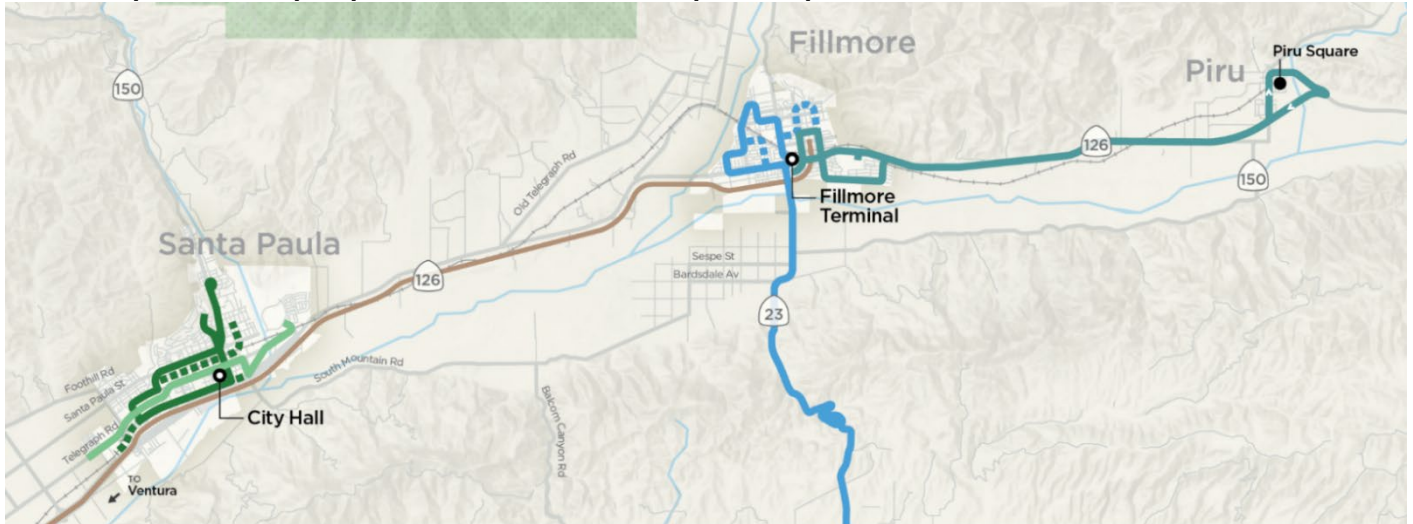 Fillmore
Piru Square
Piru
150
126
150
Old Telegraph Rd
Fillmore
Terminal
Santa Paula
Sespe St
Bardsdale Av
126
23
South Mountain Rd
Foothill Rd
Santa Paula St
Balcom Canyon Rd
City Hall
Telegraph Rd
TO
Ventura